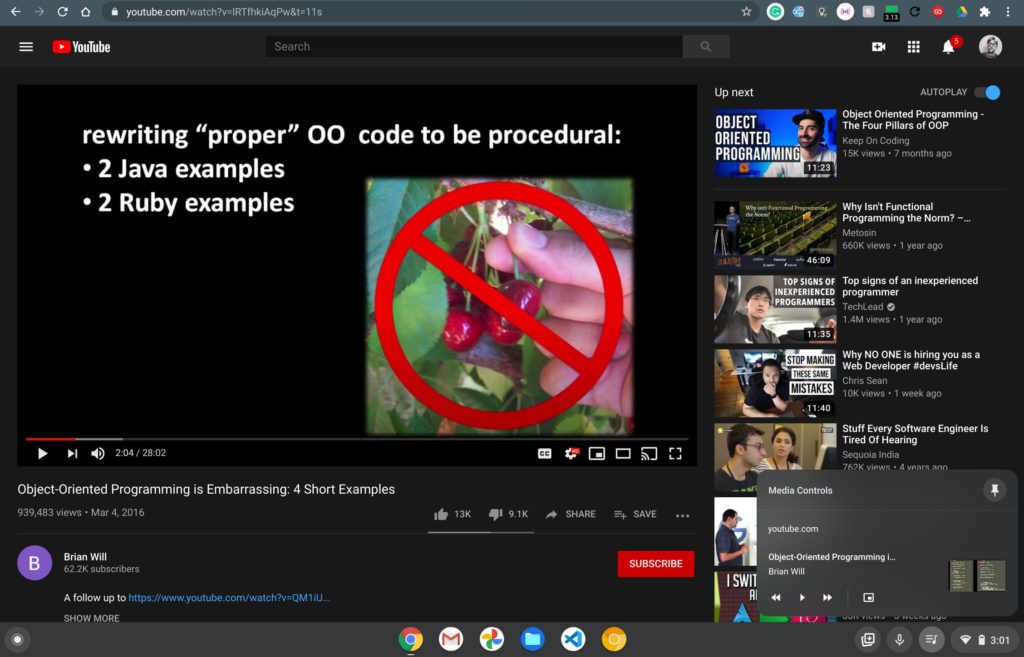 youtube.com/watch?v=IRTfhkiAqPw&t=11s
3.13
YouTube
Search
5
rewriting “proper” OO code to be procedural:
• 2 Java examples
• 2 Ruby examples
CC
HD
2:04 / 28:02
Object-Oriented Programming is Embarrassing: 4 Short Examples
939,483 views • Mar 4, 2016
13K
9.1K
SHARE
SAVE
B
Brian Will
62.2K subscribers
SUBSCRIBE
A follow up to https://www.youtube.com/watch?v=QM1iU...
SHOW MORE
Up next
AUTOPLAY
OBJECT
ORIENTED
PROGRAMMING
11:23
Object Oriented Programming -
The Four Pillars of OOP
Keep On Coding
15K views • 7 months ago
Why isn't Functional Programming
the Norm?
46:09
Why Isn't Functional
Programming the Norm? –...
Metosin
660K views • 1 year ago
TOP SIGNS OF
INEXPERIENCED
PROGRAMMERS
11:35
Top signs of an inexperienced
programmer
TechLead
1.4M views • 1 year ago
STOP MAKING
THESE SAME
MISTAKES
11:40
Why NO ONE is hiring you as a
Web Developer #devsLife
Chris Sean
10K views • 1 week ago
Stuff Every Software Engineer Is
Tired Of Hearing
Sequoia India
762K views • 4 years ago
I SWIT
Media Controls
youtube.com
Object-Oriented Programming i...
Brian Will
3:01